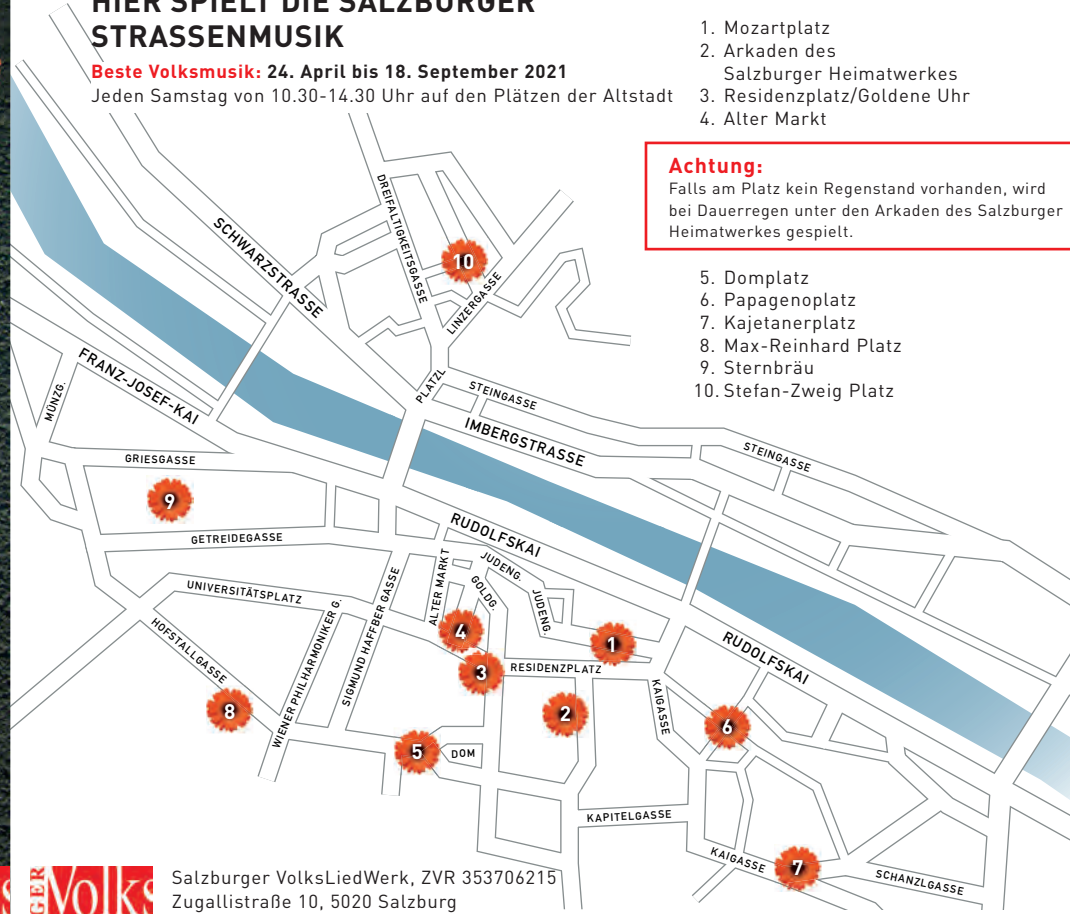 HIER SPIELT DIE SALZBURGER
STRASSENMUSIK
Beste Volksmusik: 24. April bis 18. September 2021
Jeden Samstag von 10.30-14.30 Uhr auf den Plätzen der Altstadt
1. Mozartplatz
2. Arkaden des
Salzburger Heimatwerkes
3. Residenzplatz/Goldene Uhr
4. Alter Markt
Achtung:
Falls am Platz kein Regenstand vorhanden, wird
bei Dauerregen unter den Arkaden des Salzburger
Heimatwerkes gespielt.
5. Domplatz
6. Papagenoplatz
7. Kajetanerplatz
8. Max-Reinhard Platz
9. Sternbräu
10. Stefan-Zweig Platz
DREIFALTIGKEITSGASSE
SCHWARZSTRASSE
10
LINZERGASSE
PLATZL
STEINGASSE
IMBERGSTRASSE
STEINGASSE
FRANZ-JOSEF-KAI
MÜNZG.
GRIESGASSE
9
GETREIDEGASSE
RUDOLFSKAI
JUDENG.
GOLDG.
JUDENG
ALTER MARKT
UNIVERSITÄTSPLATZ
SIGMUND HAFFBER GASSE
WIENER PHILHARMONIKER G.
HOFSTALLGASSE
4
1
3
RESIDENZPLATZ
RUDOLFSKAI
KAIGASSE
8
2
6
5
DOM
KAPITELGASSE
KAIGASSE
7
SCHANZLGASSE
S
GER
Volks
Salzburger VolksLiedWerk, ZVR 353706215
Zugallistraße 10, 5020 Salzburg